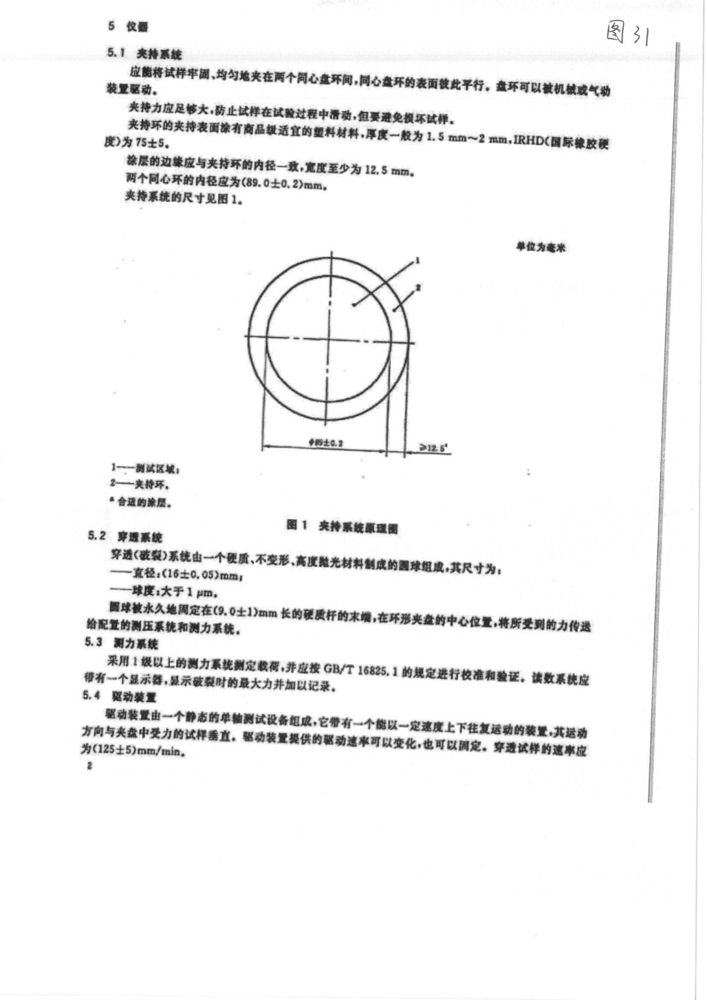 图 31
5 仪器
5.1 夹持系统
应能将试样牢固、均匀地夹在两个同心盘环间,同心盘环的表面彼此平行。盘环可以被机械或气动
装置驱动。
夹持力应足够大,防止试样在试验过程中滑动,但要避免损坏试样。
夹持环的夹持表面涂有商品级适宜的塑料材料,厚度一般为 1.5 mm～2 mm,IRHD(国际橡胶硬
度)为 75±5。
涂层的边缘应与夹持环的内径一致,宽度至少为 12.5 mm。
两个同心环的内径应为(89.0±0.2)mm。
夹持系统的尺寸见图 1。
单位为毫米
1
2
φ89±0.2
≥12.5*
1——测试区域;
2——夹持环。
* 合适的涂层。
图 1 夹持系统原理图
5.2 穿透系统
穿透(破裂)系统由一个硬质、不变形、高度抛光材料制成的圆球组成,其尺寸为:
——直径:(16±0.05)mm;
——球度:大于 1 μm。
圆球被永久地固定在(9.0±1)mm 长的硬质杆的末端,在环形夹盘的中心位置,将所受到的力传送
给配置的测压系统和测力系统。
5.3 测力系统
采用 1 级以上的测力系统测定载荷,并应按 GB/T 16825.1 的规定进行校准和验证。读数系统应
带有一个显示器,显示破裂时的最大力并加以记录。
5.4 驱动装置
驱动装置由一个静态的单轴测试设备组成,它带有一个能以一定速度上下往复运动的装置,其运动
方向与夹盘中受力的试样垂直。驱动装置提供的驱动速率可以变化,也可以固定。穿透试样的速率应
为(125±5)mm/min。
2